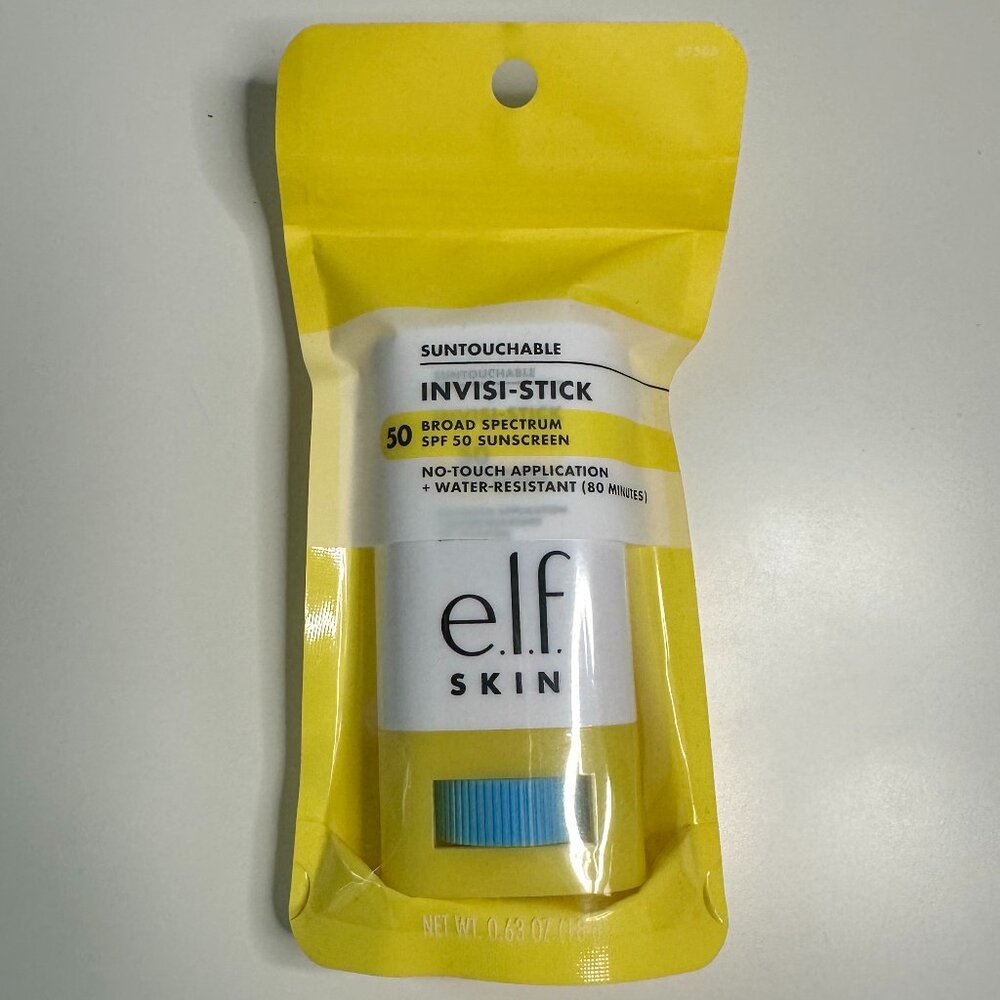 SUNTOUCHABLE
INVISI-STICK
50 BROAD SPECTRUM
SPF 50 SUNSCREEN
NO-TOUCH APPLICATION
+ WATER-RESISTANT (80 MINUTES)
e.l.f.
SKIN
NET WT. 0.63 OZ (18 g)